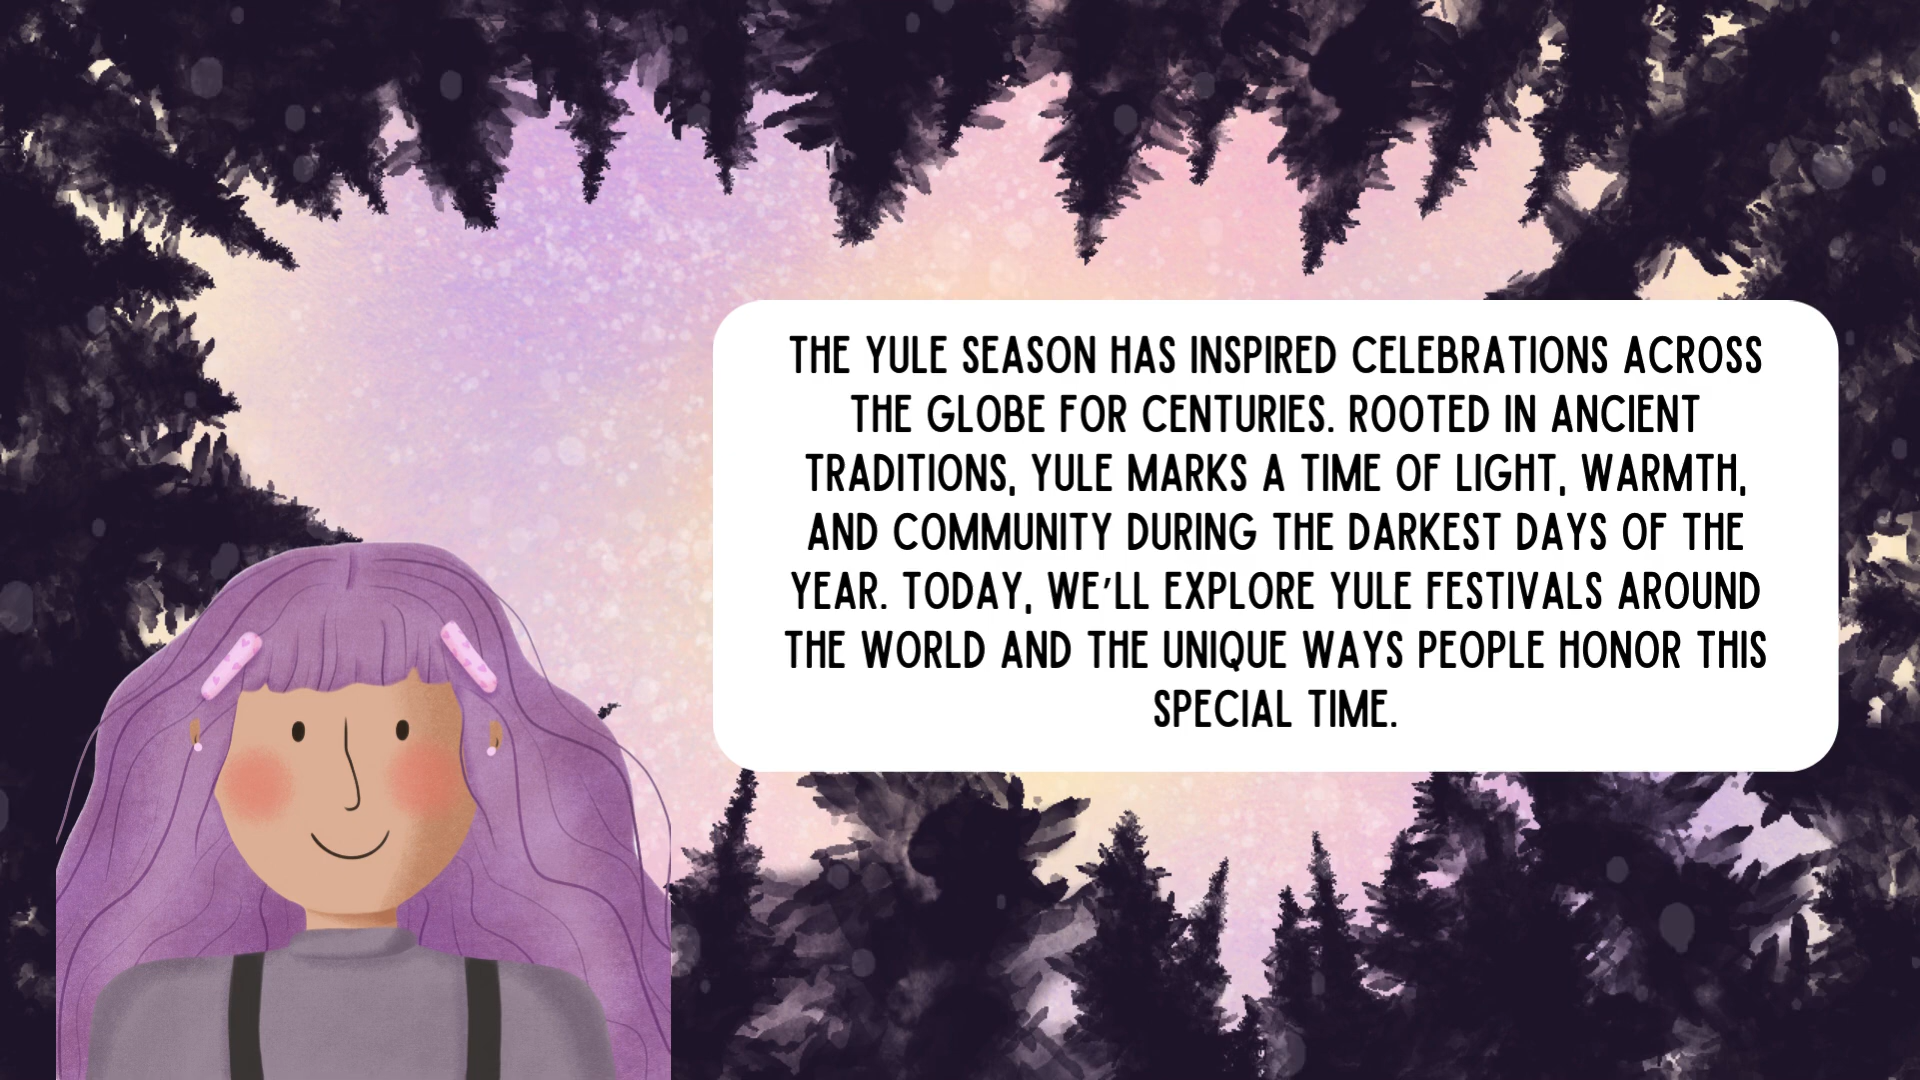 THE YULE SEASON HAS INSPIRED CELEBRATIONS ACROSS
THE GLOBE FOR CENTURIES. ROOTED IN ANCIENT
TRADITIONS, YULE MARKS A TIME OF LIGHT, WARMTH,
AND COMMUNITY DURING THE DARKEST DAYS OF THE
YEAR. TODAY, WE'LL EXPLORE YULE FESTIVALS AROUND
THE WORLD AND THE UNIQUE WAYS PEOPLE HONOR THIS
SPECIAL TIME.